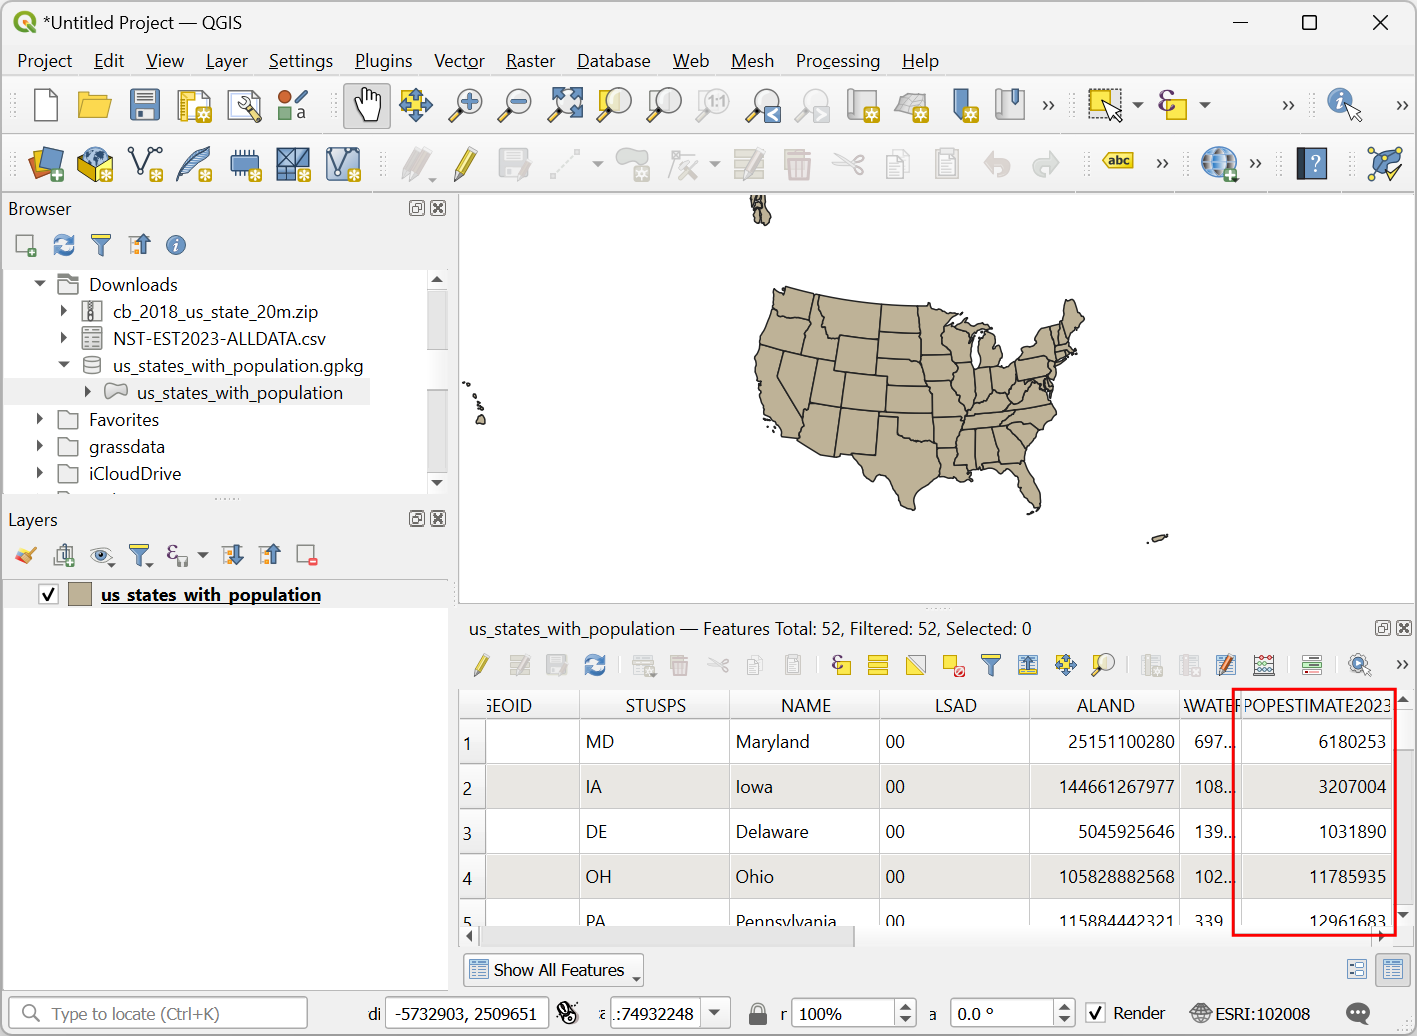 *Untitled Project — QGIS
Project Edit View Layer Settings Plugins Vector Raster Database Web Mesh Processing Help
1:1
a
abc
Browser
Downloads
cb_2018_us_state_20m.zip
NST-EST2023-ALLDATA.csv
us_states_with_population.gpkg
us_states_with_population
Favorites
grassdata
iCloudDrive
Layers
us_states_with_population
us_states_with_population — Features Total: 52, Filtered: 52, Selected: 0
GEOID STUSPS NAME LSAD ALAND AWATER POPESTIMATE2023
1 MD Maryland 00 25151100280 697... 6180253
2 IA Iowa 00 144661267977 108... 3207004
3 DE Delaware 00 5045925646 139... 1031890
4 OH Ohio 00 105828882568 102... 11785935
5 PA Pennsylvania 00 115884442321 339 12961683
Show All Features
Type to locate (Ctrl+K) di -5732903, 2509651 :74932248 r 100% a 0.0 ° Render ESRI:102008